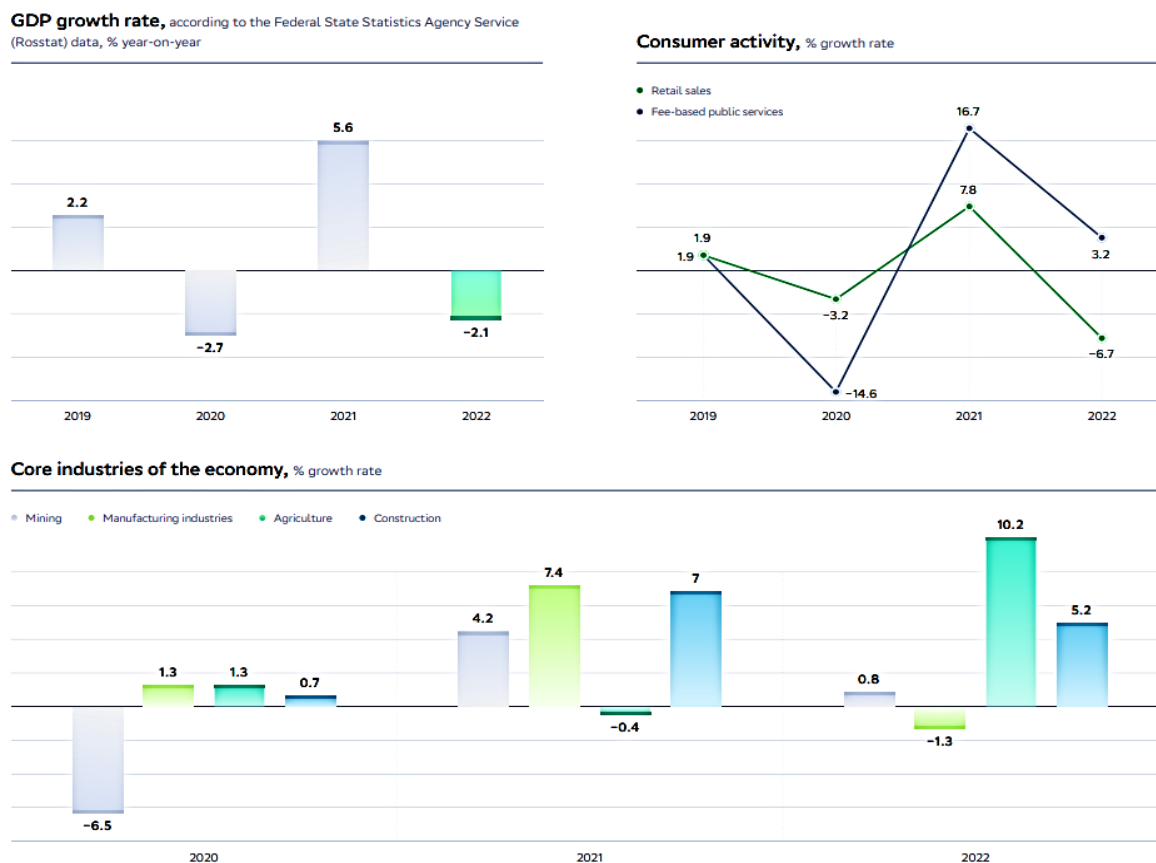 GDP growth rate, according to the Federal State Statistics Agency Service
(Rosstat) data, % year-on-year
2.2
−2.7
5.6
−2.1
2019 2020 2021 2022
Consumer activity, % growth rate
Retail sales
Fee-based public services
16.7
7.8
1.9
1.9
3.2
−3.2
−6.7
−14.6
2019 2020 2021 2022
Core industries of the economy, % growth rate
Mining Manufacturing industries Agriculture Construction
−6.5
1.3
1.3
0.7
4.2
7.4
−0.4
7
0.8
−1.3
10.2
5.2
2020 2021 2022